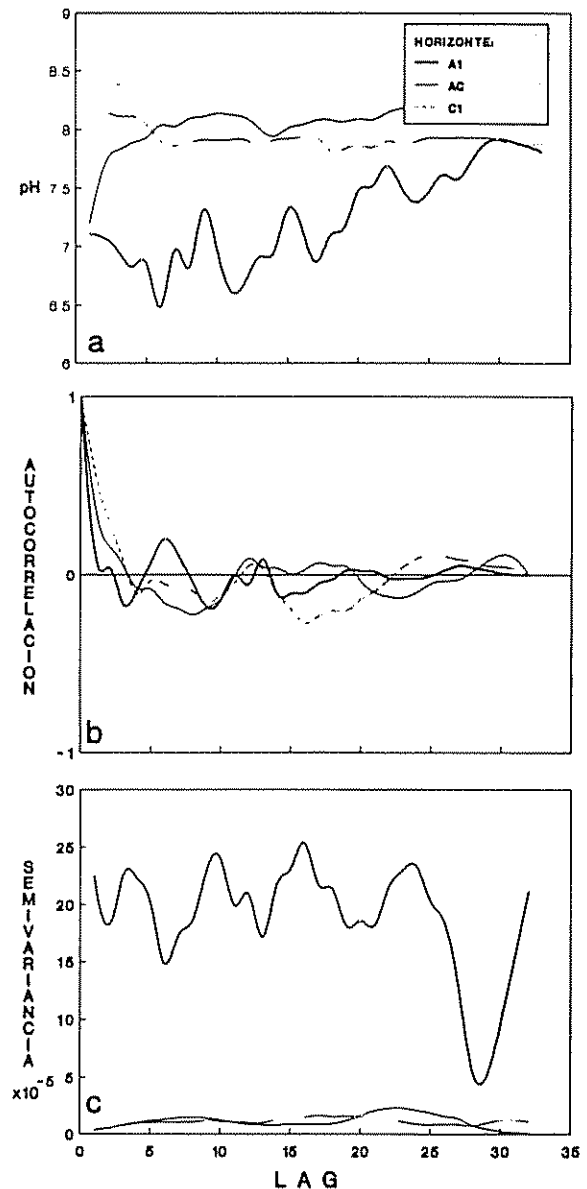 9
8.5
8
7.5
7
6.5
6
pH
HORIZONTE:
A1
AC
C1
a
1
0
-1
AUTOCORRELACION
b
30
25
20
15
10
5
0
SEMIVARIANCIA
x10⁻⁵
c
0 5 10 15 20 25 30 35
LAG